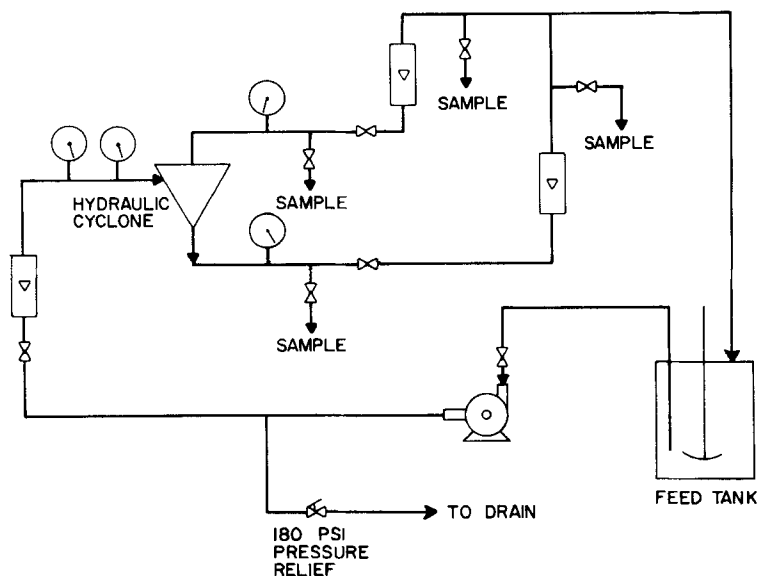 SAMPLE
SAMPLE
HYDRAULIC
CYCLONE
SAMPLE
SAMPLE
FEED TANK
TO DRAIN
180 PSI
PRESSURE
RELIEF